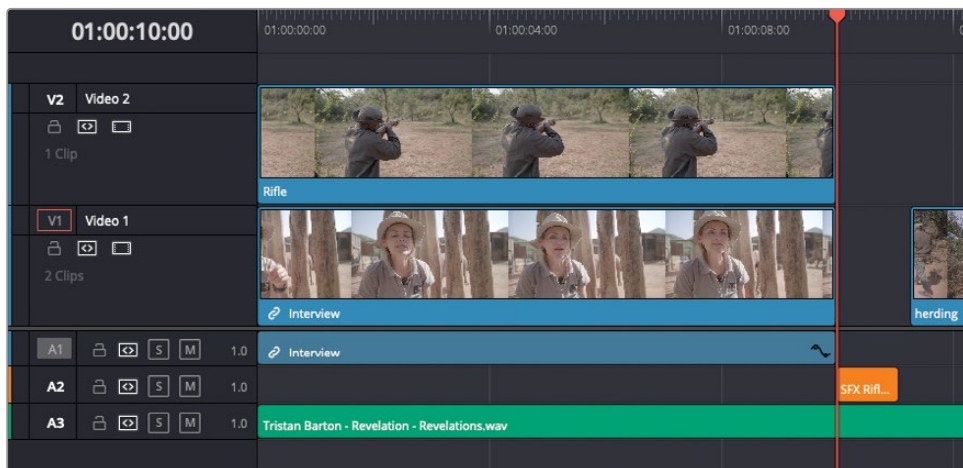 01:00:10:00
01:00:00:00 01:00:04:00 01:00:08:00
V2 Video 2
1 Clip
Rifle
V1 Video 1
2 Clips
Interview
herding
A1 S M 1.0 Interview
A2 S M 1.0 SFX Rifl...
A3 S M 1.0 Tristan Barton - Revelation - Revelations.wav